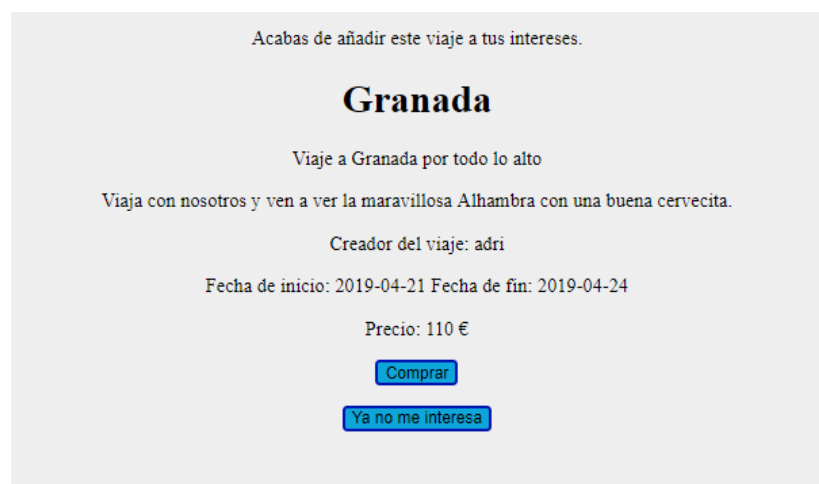 Acabas de añadir este viaje a tus intereses.
Granada
Viaje a Granada por todo lo alto
Viaja con nosotros y ven a ver la maravillosa Alhambra con una buena cervecita.
Creador del viaje: adri
Fecha de inicio: 2019-04-21 Fecha de fin: 2019-04-24
Precio: 110 €
Comprar
Ya no me interesa